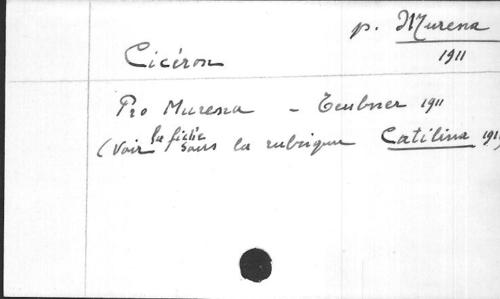 p. Murena
1911
Cicéron
Pro Murena - Teubner 1911
(Voir la fiche sous la rubrique Catilina 1911)